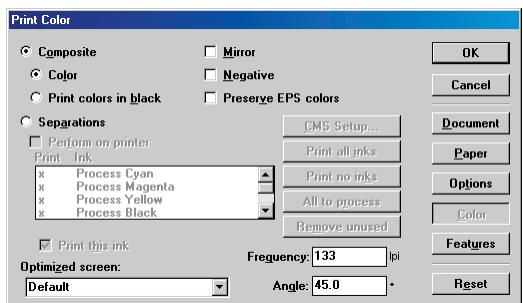 Print Color
Composite
Mirror
OK
Color
Negative
Cancel
Print colors in black
Preserve EPS colors
Separations
CMS Setup...
Document
Perform on printer
Print Ink
Print all inks
Paper
x Process Cyan
x Process Magenta
x Process Yellow
x Process Black
Print no inks
Options
All to process
Color
Remove unused
Print this ink
Features
Frequency: 133 lpi
Optimized screen:
Default
Angle: 45.0 °
Reset